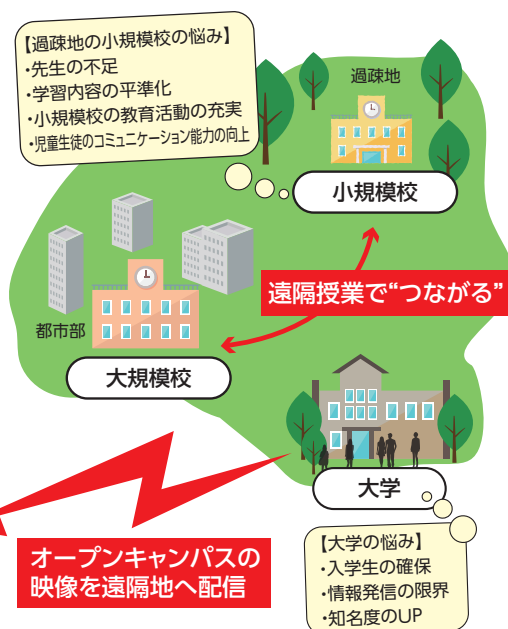 【過疎地の小規模校の悩み】
・先生の不足
・学習内容の平準化
・小規模校の教育活動の充実
・児童生徒のコミュニケーション能力の向上
過疎地
小規模校
遠隔授業で“つながる”
都市部
大規模校
大学
オープンキャンパスの
映像を遠隔地へ配信
【大学の悩み】
・入学生の確保
・情報発信の限界
・知名度のUP